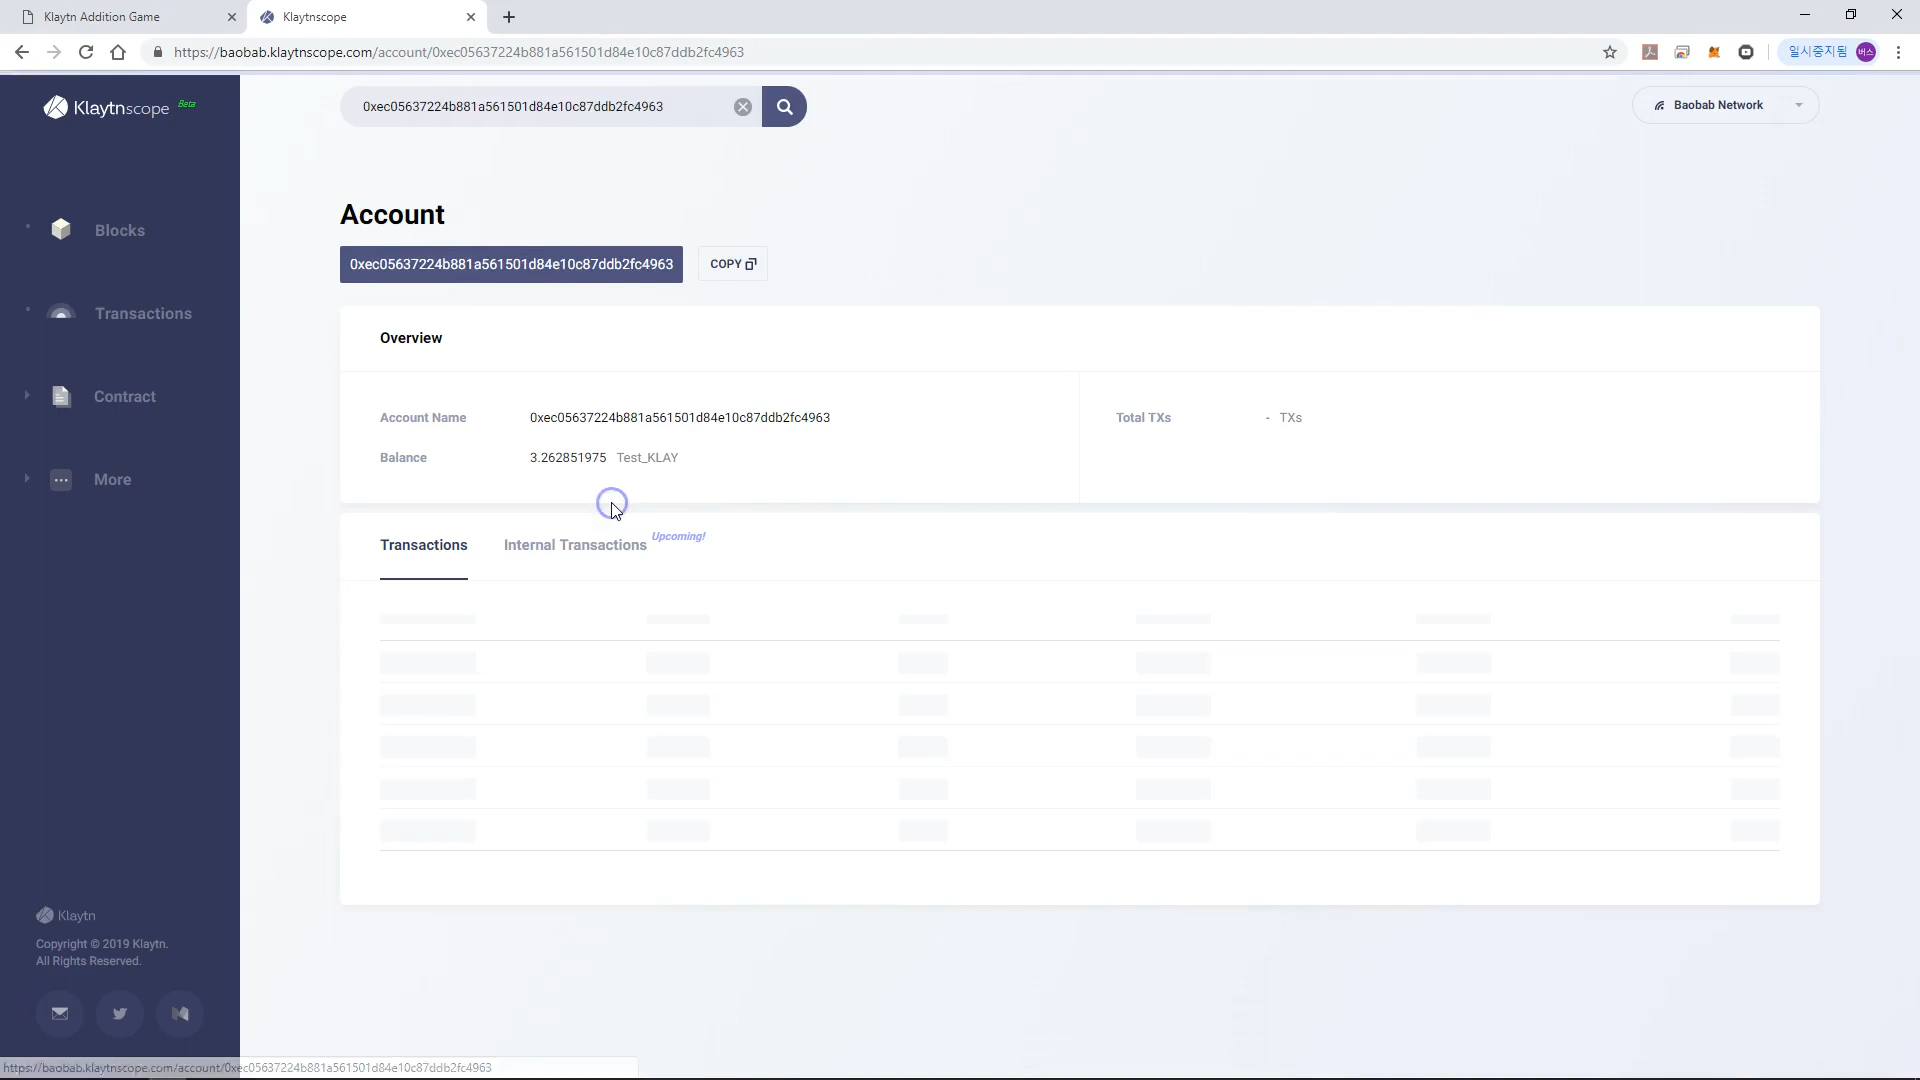 Klaytn Addition Game
Klaytnscope
https://baobab.klaytnscope.com/account/0xec05637224b881a561501d84e10c87ddb2fc4963
일시중지됨
버스
Klaytnscope Beta
0xec05637224b881a561501d84e10c87ddb2fc4963
Baobab Network
Blocks
Transactions
Contract
More
Account
0xec05637224b881a561501d84e10c87ddb2fc4963
COPY
Overview
Account Name 0xec05637224b881a561501d84e10c87ddb2fc4963
Total TXs - TXs
Balance 3.262851975 Test_KLAY
Transactions Internal Transactions Upcoming!
Klaytn
Copyright © 2019 Klaytn.
All Rights Reserved.
https://baobab.klaytnscope.com/account/0xec05637224b881a561501d84e10c87ddb2fc4963